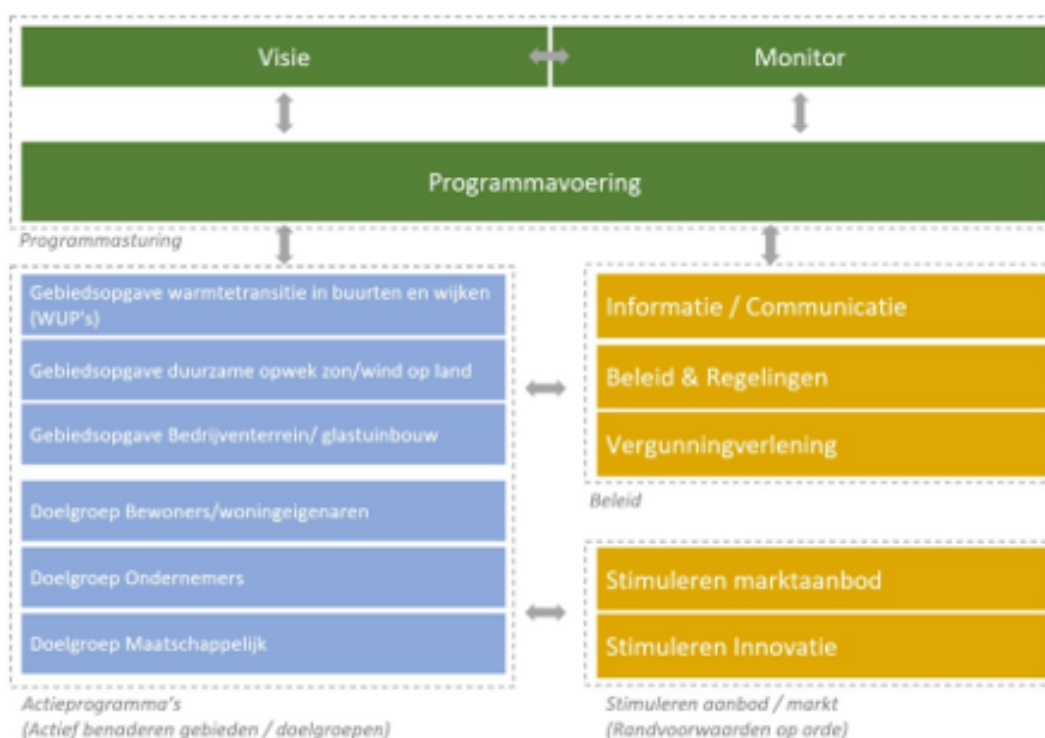 Visie
Monitor
Programmavoering
Programmasturing
Gebiedsopgave warmtetransitie in buurten en wijken
(WUP's)
Gebiedsopgave duurzame opwek zon/wind op land
Gebiedsopgave Bedrijventerrein/ glastuinbouw
Doelgroep Bewoners/woningeigenaren
Doelgroep Ondernemers
Doelgroep Maatschappelijk
Actieprogramma's
(Actief benaderen gebieden / doelgroepen)
Informatie / Communicatie
Beleid & Regelingen
Vergunningverlening
Beleid
Stimuleren marktaanbod
Stimuleren Innovatie
Stimuleren aanbod / markt
(Randvoorwaarden op orde)